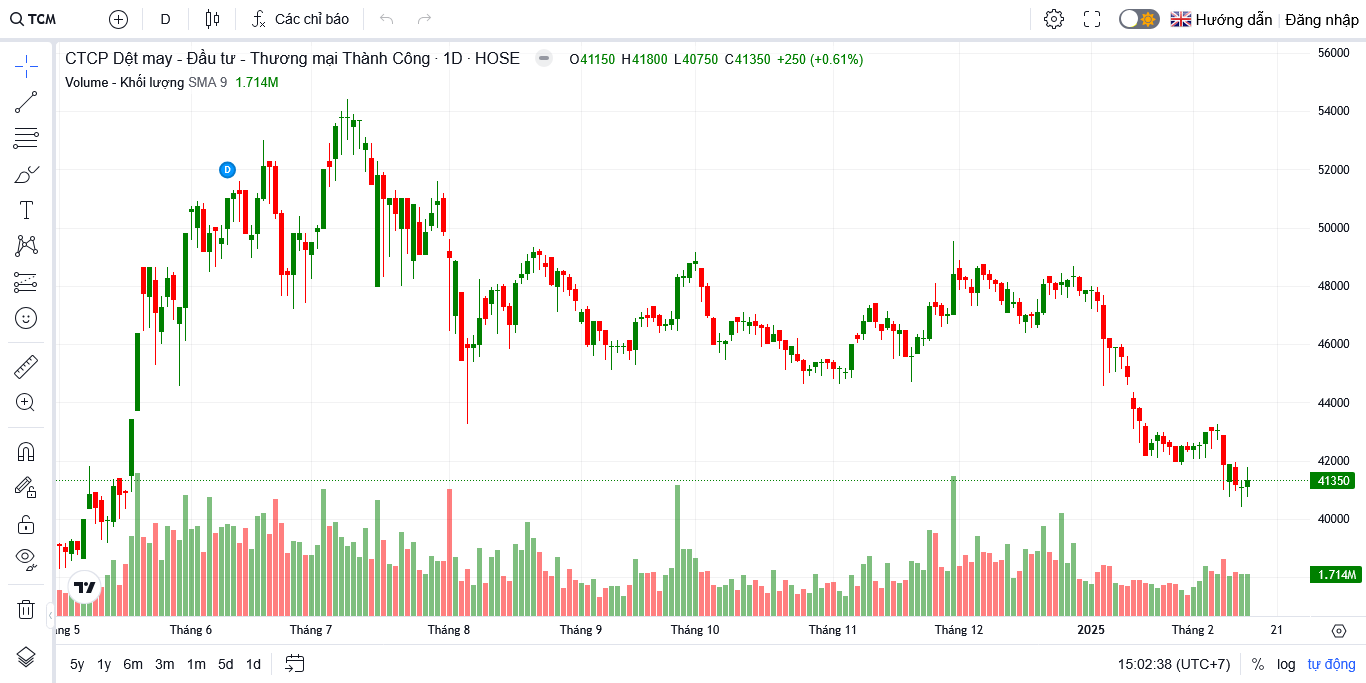 TCM D Các chỉ báo Hướng dẫn Đăng nhập
CTCP Dệt may - Đầu tư - Thương mại Thành Công · 1D · HOSE O41150 H41800 L40750 C41350 +250 (+0.61%)
Volume - Khối lượng SMA 9 1.714M
D
56000
54000
52000
50000
48000
46000
44000
42000
41350
40000
1.714M
ng 5 Tháng 6 Tháng 7 Tháng 8 Tháng 9 Tháng 10 Tháng 11 Tháng 12 2025 Tháng 2 21
5y 1y 6m 3m 1m 5d 1d 15:02:38 (UTC+7) % log tự động